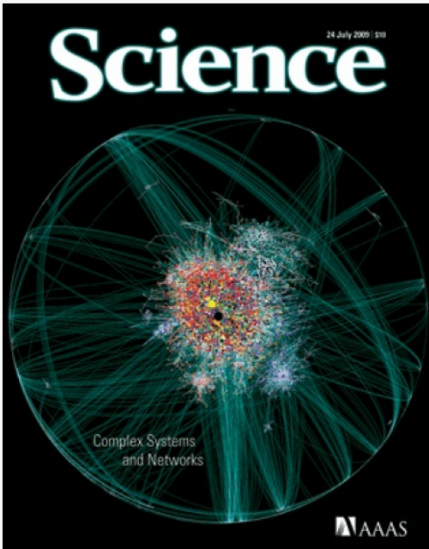 24 July 2009 | $10
Science
Complex Systems
and Networks
AAAS